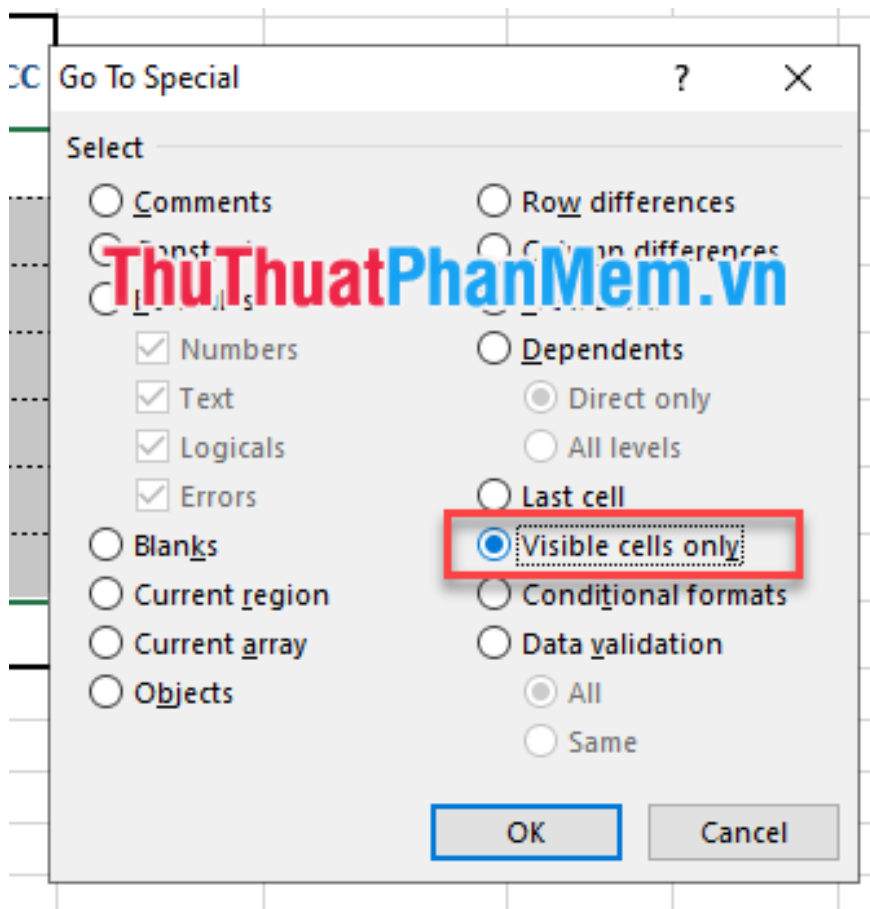 CC
Go To Special
Select
Comments
Row differences
Column differences
ThuThuatPhanMem.vn
Numbers
Dependents
Text
Direct only
Logicals
All levels
Errors
Last cell
Blanks
Visible cells only
Current region
Conditional formats
Current array
Data validation
Objects
All
Same
OK
Cancel